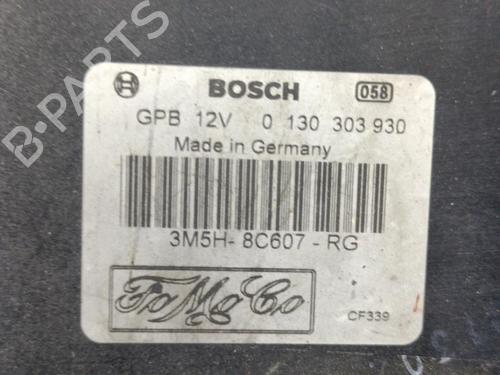 B-PARTS
BOSCH 058
GPB 12V 0 130 303 930
Made in Germany
3M5H- 8C607 - RG
FoMoCo
CF339